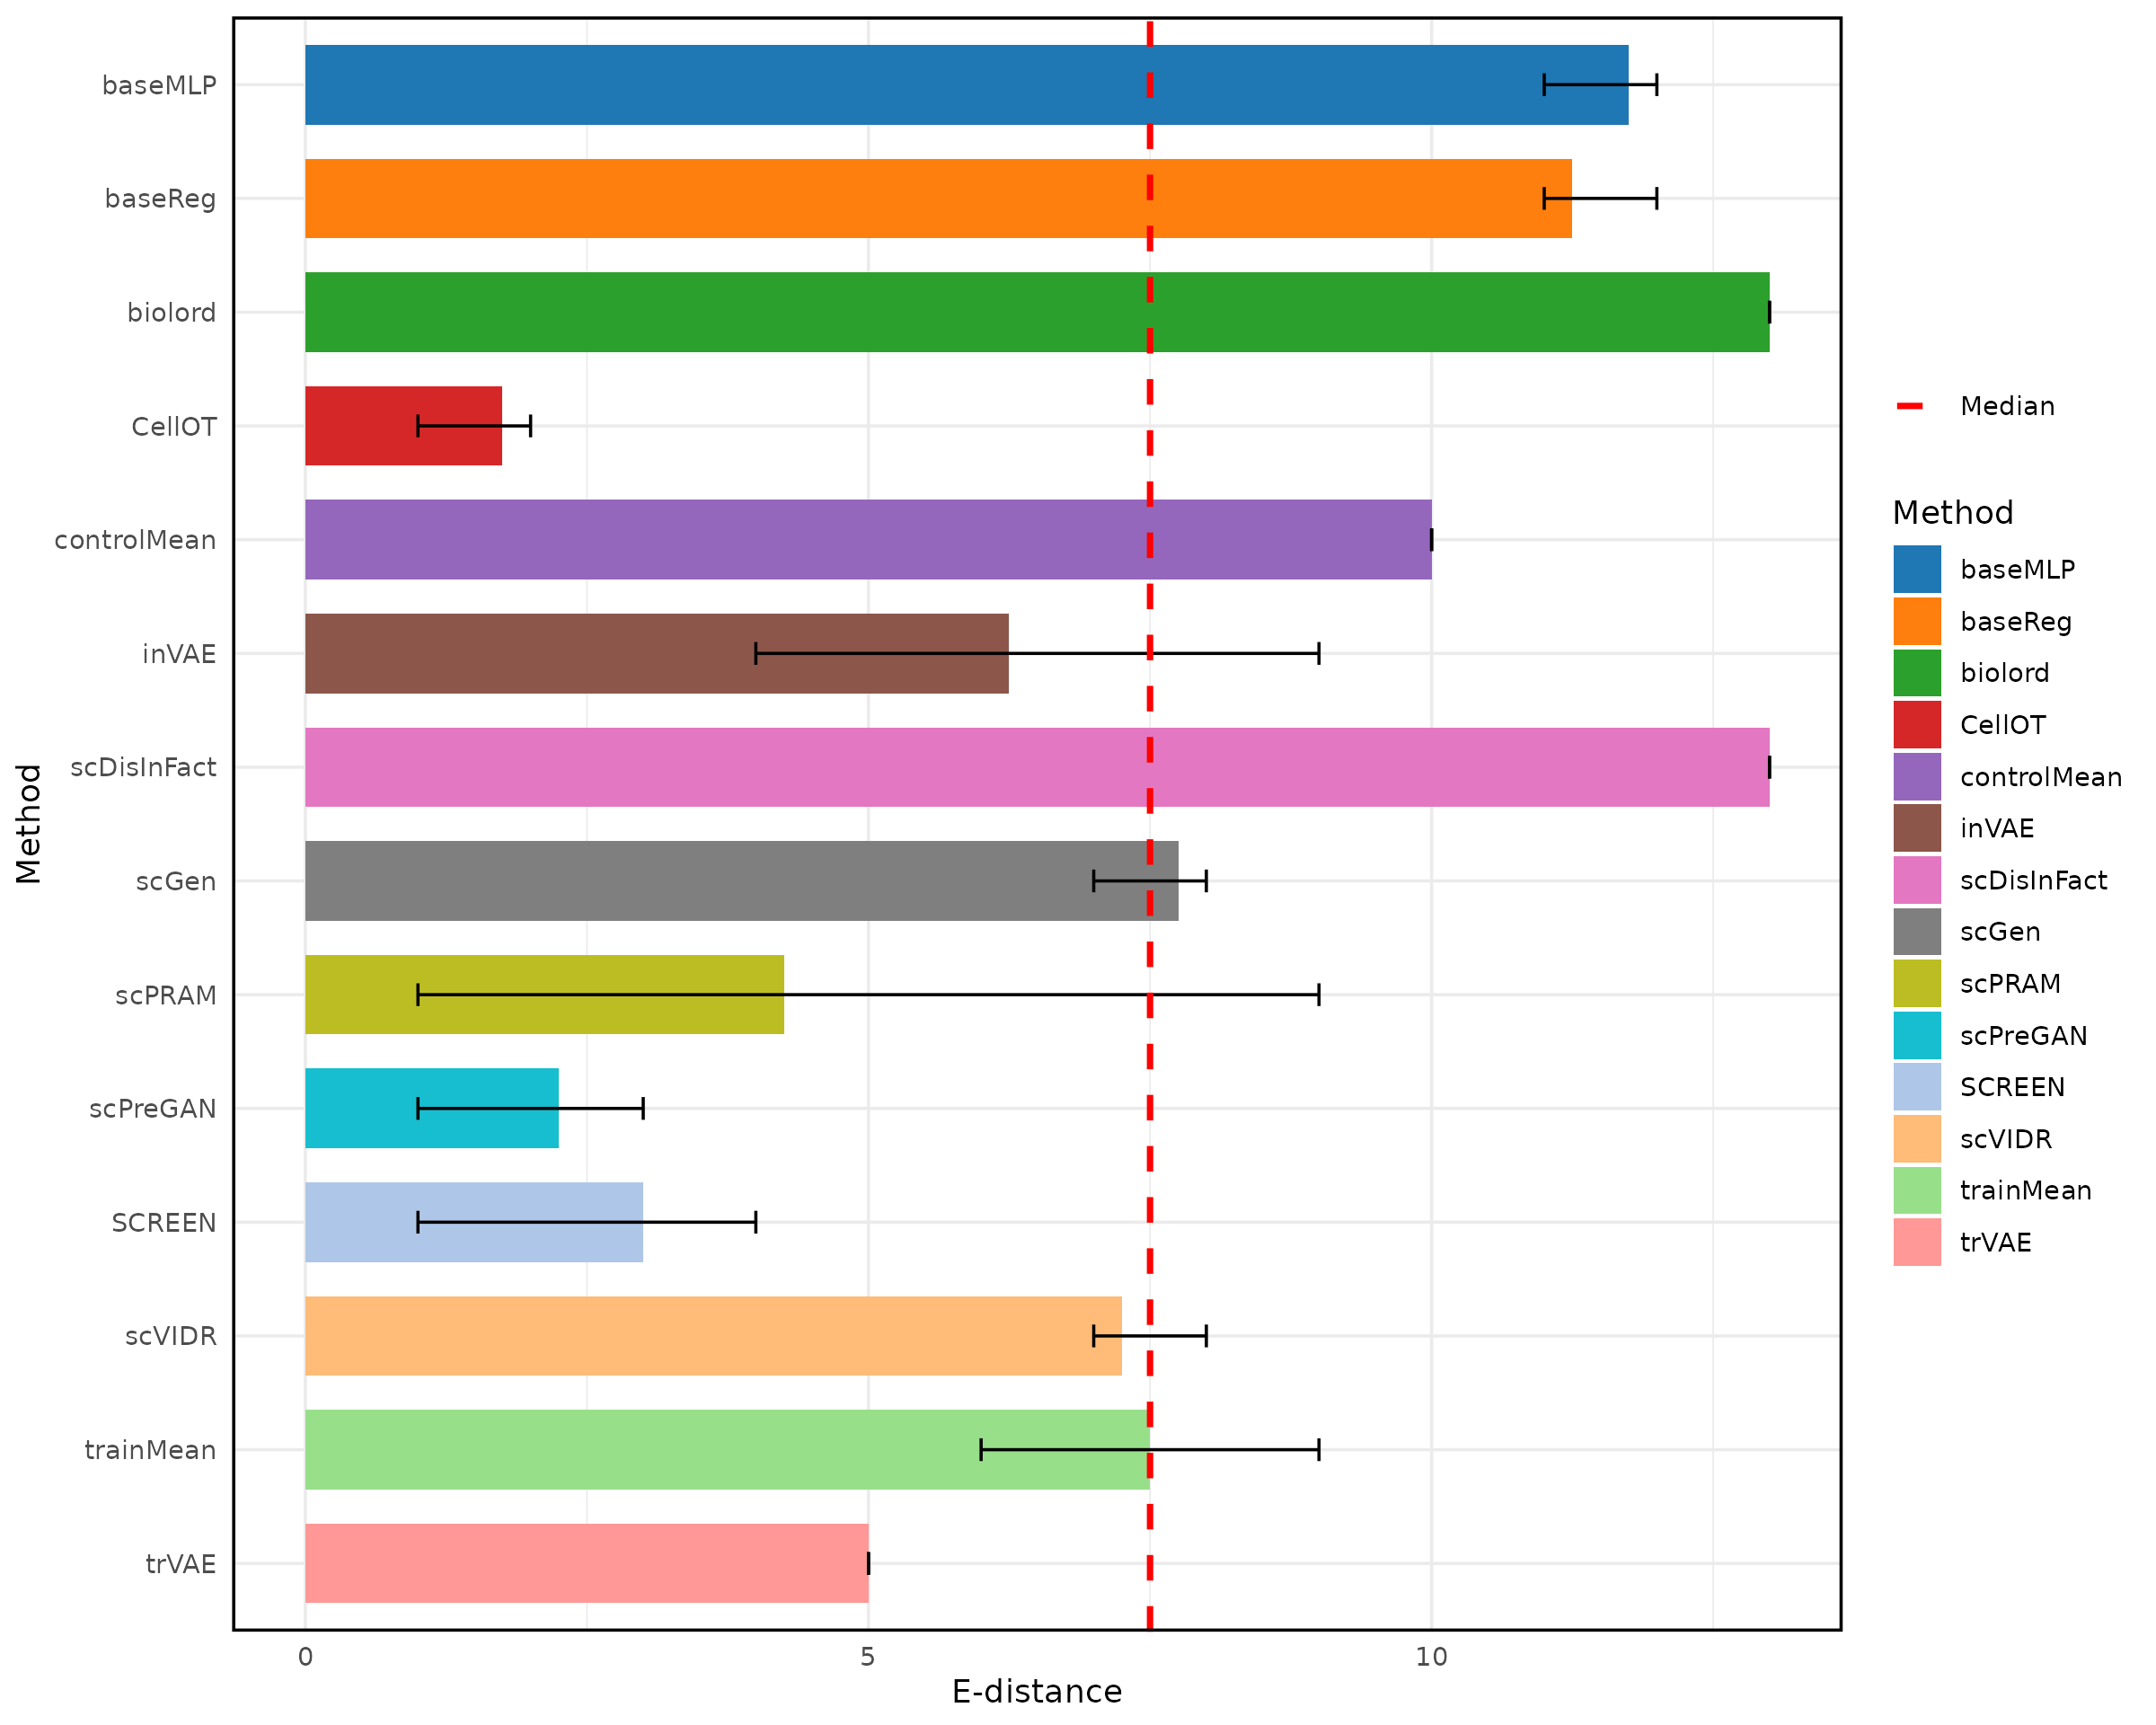 baseMLP
baseReg
biolord
CellOT
controlMean
inVAE
scDisInFact
scGen
scPRAM
scPreGAN
SCREEN
scVIDR
trainMean
trVAE
Method
0 5 10
E-distance
Median
Method
baseMLP
baseReg
biolord
CellOT
controlMean
inVAE
scDisInFact
scGen
scPRAM
scPreGAN
SCREEN
scVIDR
trainMean
trVAE